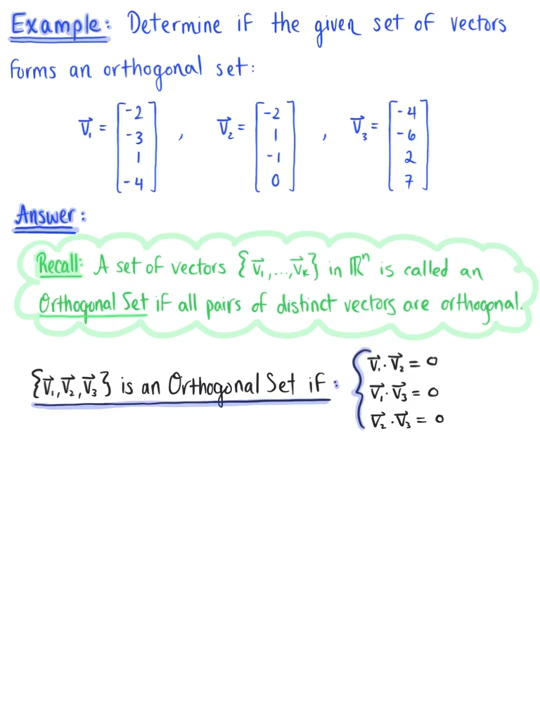 Example: Determine if the given set of vectors
forms an orthogonal set:
V⃗₁ = [-2 -3 1 -4] , V⃗₂ = [-2 1 -1 0] , V⃗₃ = [-4 -6 2 7]
Answer:
Recall: A set of vectors {V⃗₁,...,V⃗ₖ} in ℝⁿ is called an
Orthogonal Set if all pairs of distinct vectors are orthogonal.
{V⃗₁,V⃗₂,V⃗₃} is an Orthogonal Set if:
V⃗₁·V⃗₂ = 0
V⃗₁·V⃗₃ = 0
V⃗₂·V⃗₃ = 0